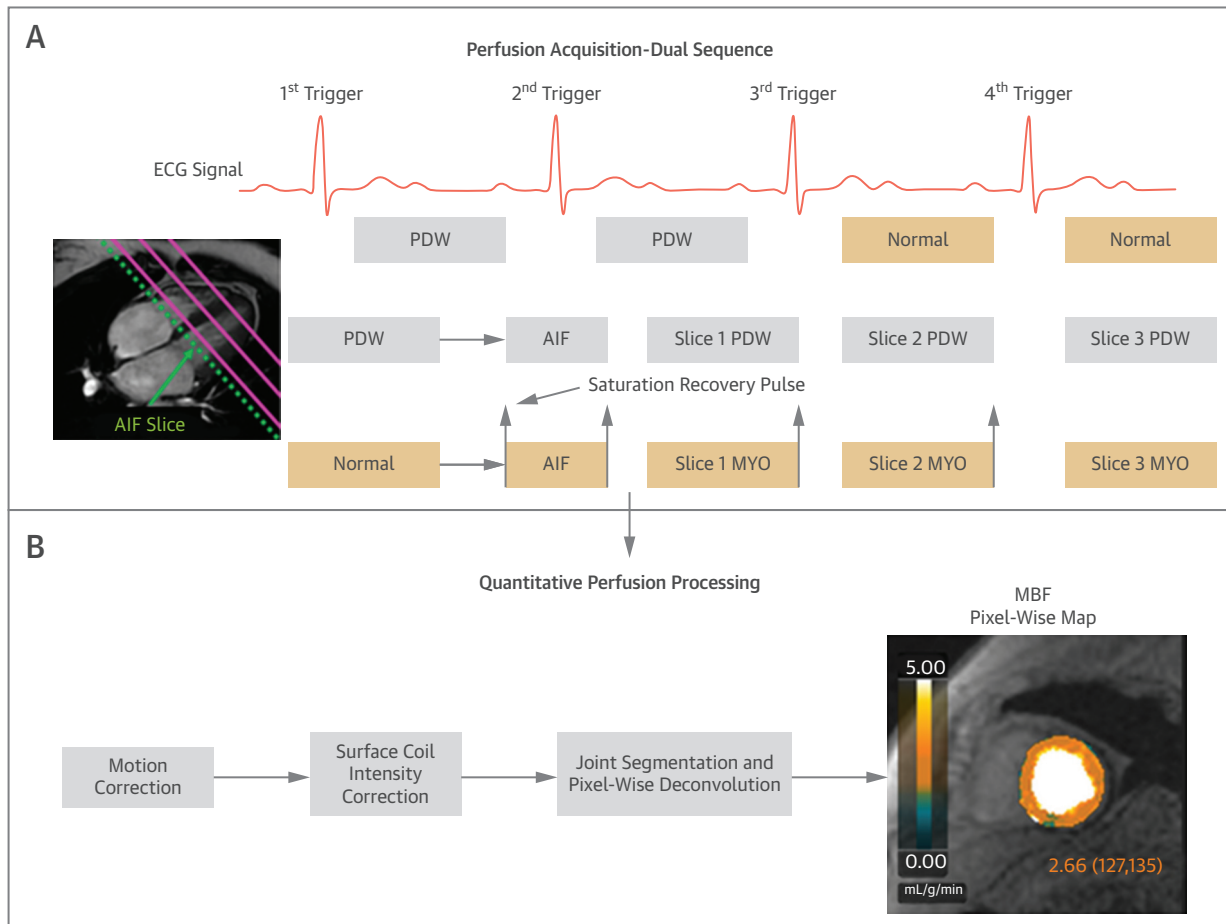 A
Perfusion Acquisition-Dual Sequence
1st Trigger
2nd Trigger
3rd Trigger
4th Trigger
ECG Signal
PDW
PDW
Normal
Normal
AIF Slice
PDW
AIF
Slice 1 PDW
Slice 2 PDW
Slice 3 PDW
Saturation Recovery Pulse
Normal
AIF
Slice 1 MYO
Slice 2 MYO
Slice 3 MYO
B
Quantitative Perfusion Processing
Motion
Correction
Surface Coil
Intensity
Correction
Joint Segmentation and
Pixel-Wise Deconvolution
MBF
Pixel-Wise Map
5.00
0.00
mL/g/min
2.66 (127,135)